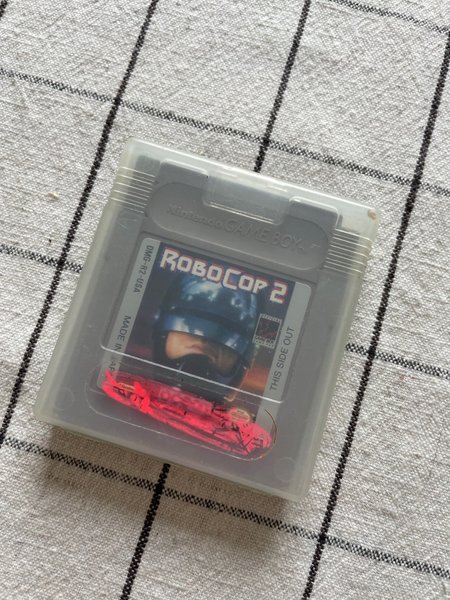 Nintendo GAME BOY
ROBOCOP 2
DMG-R2-USA
MADE IN
THIS SIDE OUT